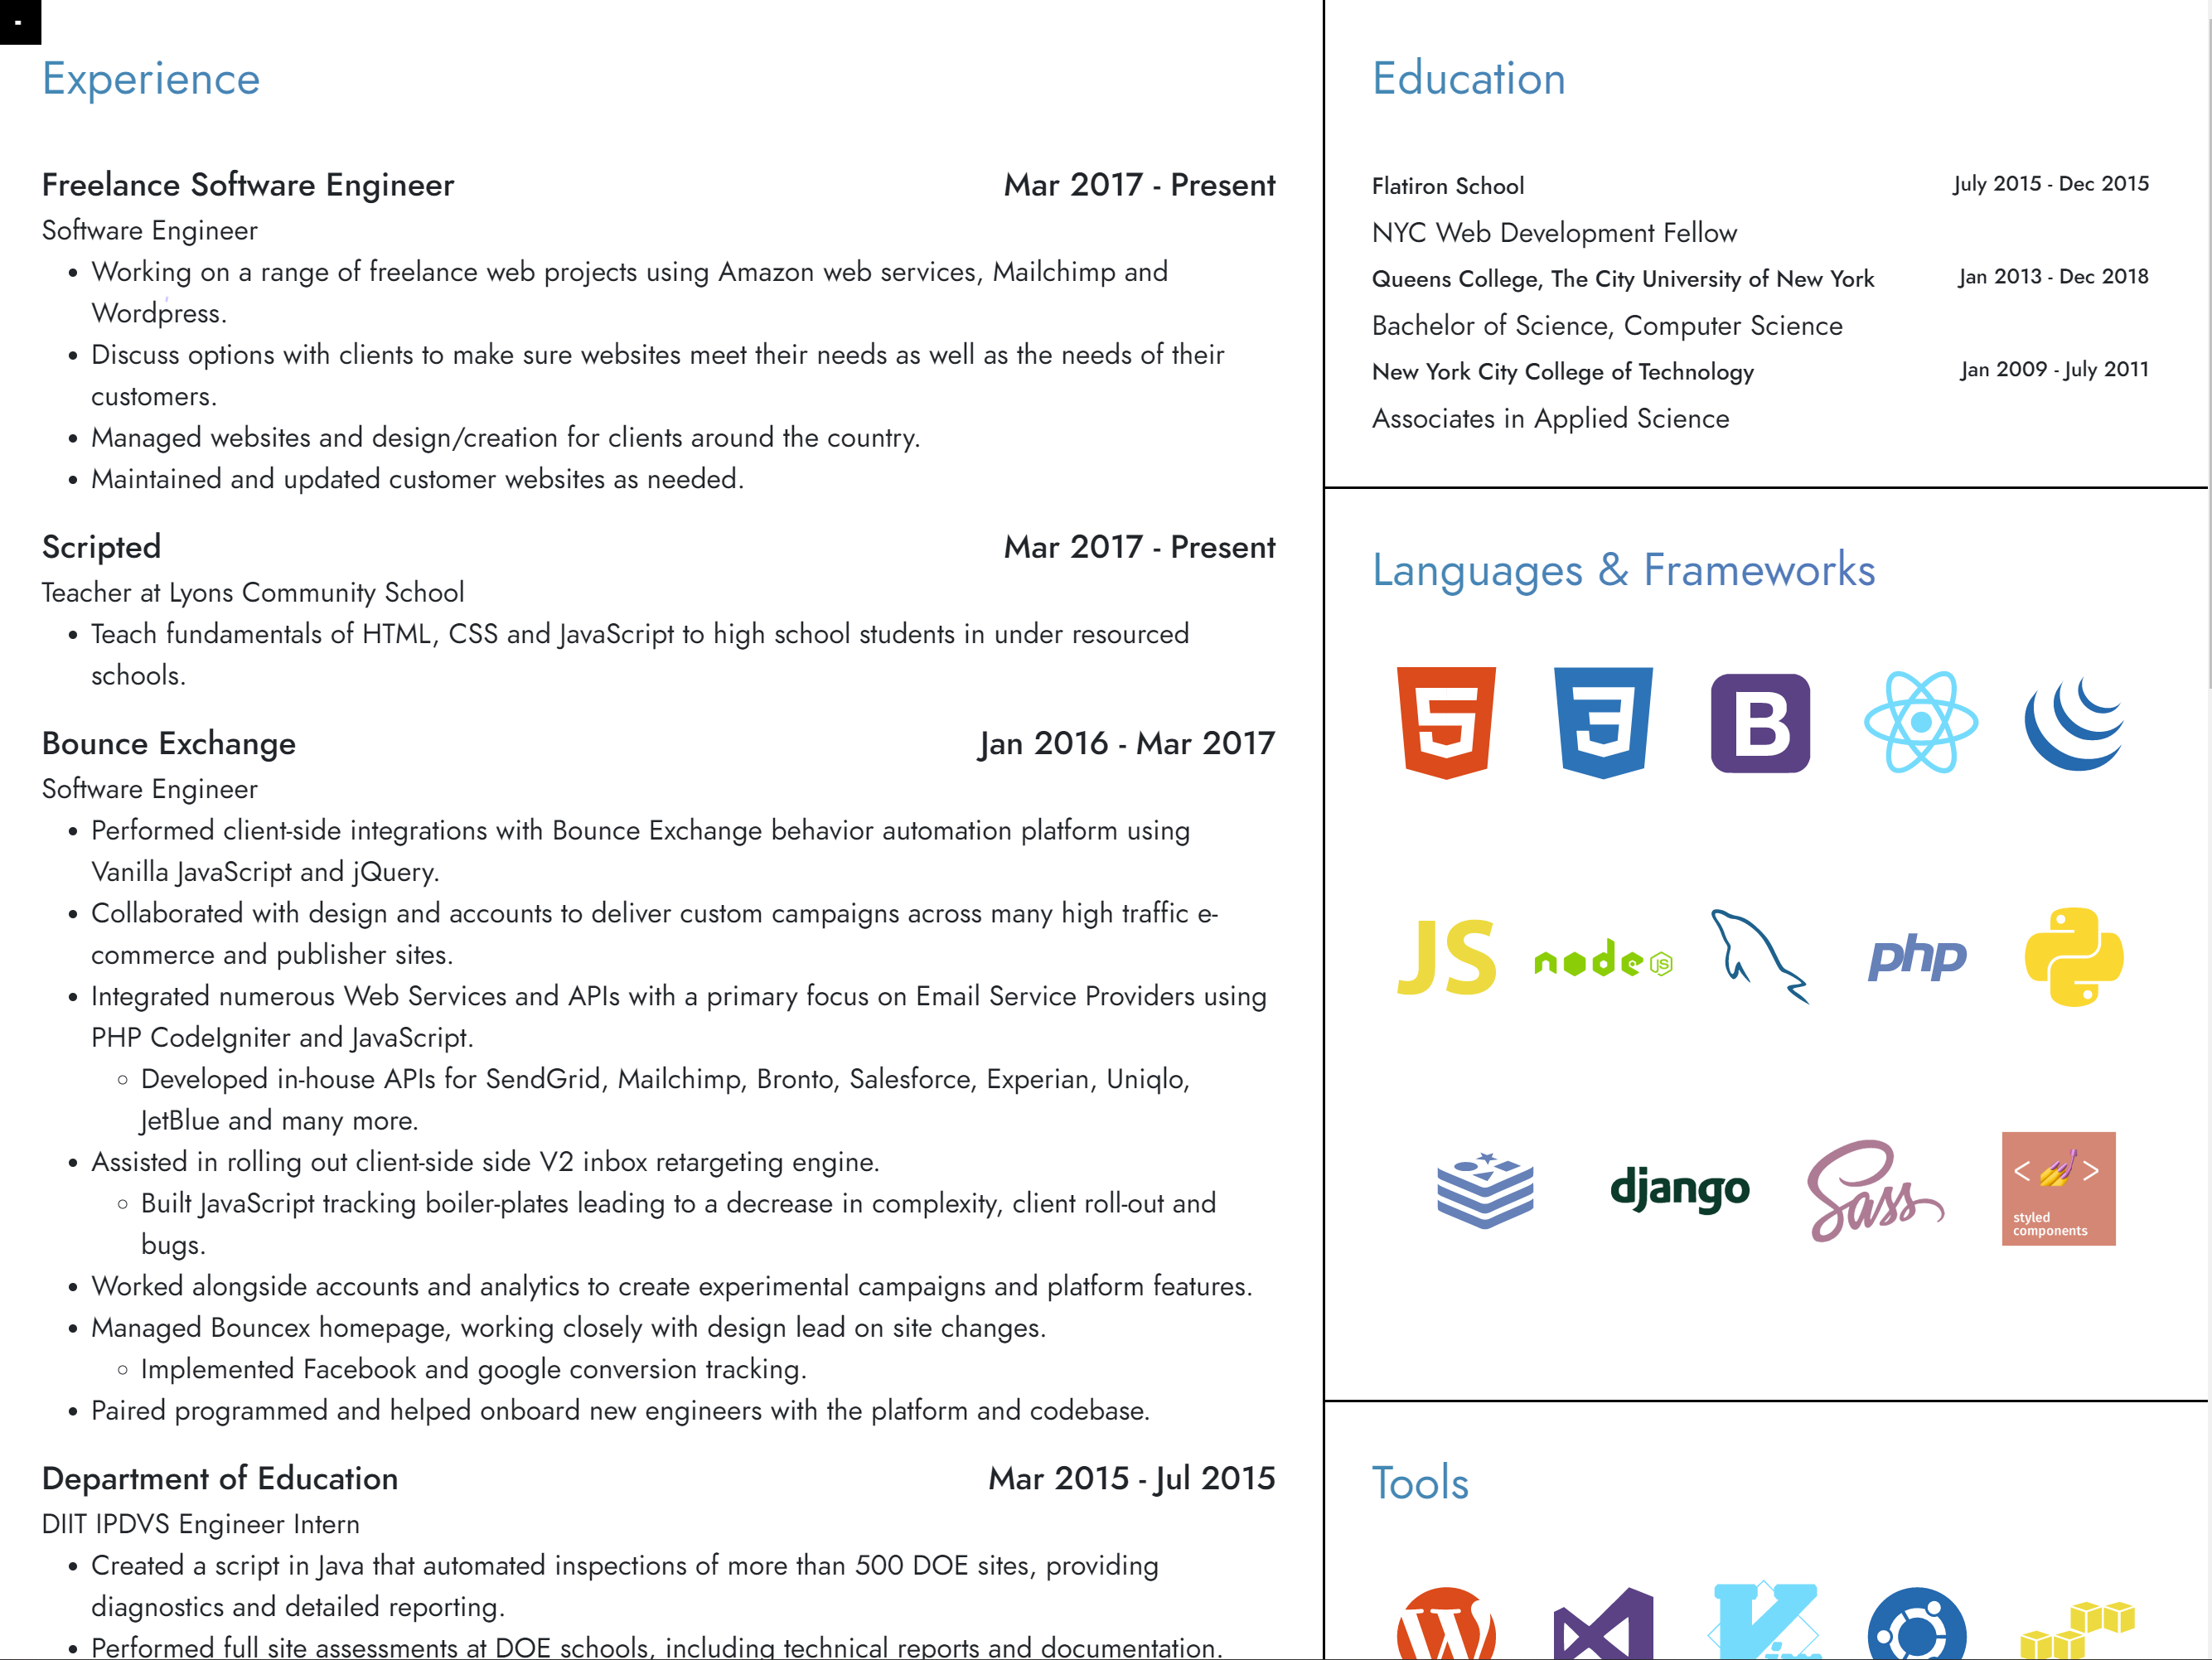 -
Experience
Freelance Software Engineer Mar 2017 - Present
Software Engineer
• Working on a range of freelance web projects using Amazon web services, Mailchimp and
Wordpress.
• Discuss options with clients to make sure websites meet their needs as well as the needs of their
customers.
• Managed websites and design/creation for clients around the country.
• Maintained and updated customer websites as needed.
Scripted Mar 2017 - Present
Teacher at Lyons Community School
• Teach fundamentals of HTML, CSS and JavaScript to high school students in under resourced
schools.
Bounce Exchange Jan 2016 - Mar 2017
Software Engineer
• Performed client-side integrations with Bounce Exchange behavior automation platform using
Vanilla JavaScript and jQuery.
• Collaborated with design and accounts to deliver custom campaigns across many high traffic e-
commerce and publisher sites.
• Integrated numerous Web Services and APIs with a primary focus on Email Service Providers using
PHP CodeIgniter and JavaScript.
◦ Developed in-house APIs for SendGrid, Mailchimp, Bronto, Salesforce, Experian, Uniqlo,
JetBlue and many more.
• Assisted in rolling out client-side side V2 inbox retargeting engine.
◦ Built JavaScript tracking boiler-plates leading to a decrease in complexity, client roll-out and
bugs.
• Worked alongside accounts and analytics to create experimental campaigns and platform features.
• Managed Bouncex homepage, working closely with design lead on site changes.
◦ Implemented Facebook and google conversion tracking.
• Paired programmed and helped onboard new engineers with the platform and codebase.
Department of Education Mar 2015 - Jul 2015
DIIT IPDVS Engineer Intern
• Created a script in Java that automated inspections of more than 500 DOE sites, providing
diagnostics and detailed reporting.
• Performed full site assessments at DOE schools, including technical reports and documentation.
Education
Flatiron School July 2015 - Dec 2015
NYC Web Development Fellow
Queens College, The City University of New York Jan 2013 - Dec 2018
Bachelor of Science, Computer Science
New York City College of Technology Jan 2009 - July 2011
Associates in Applied Science
Languages & Frameworks
5 3 B
JS node JS php
django Sass < > styled
components
Tools
W Vim